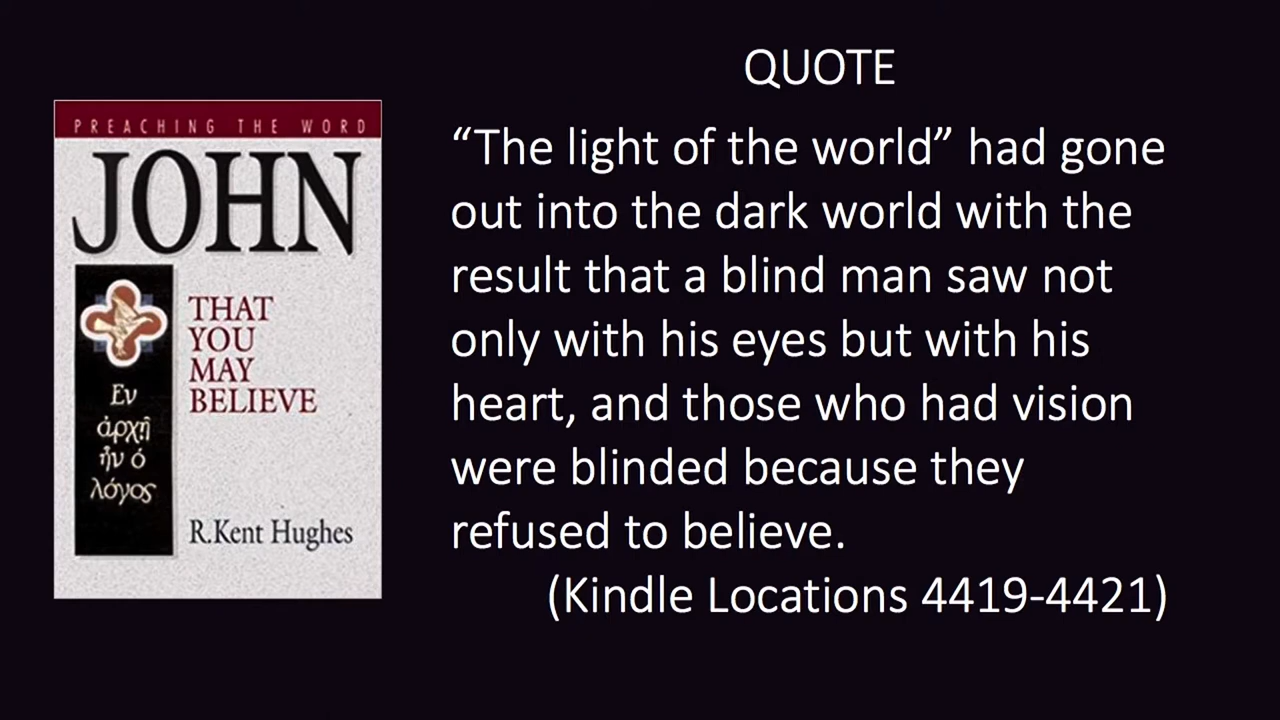 PREACHING THE WORD
JOHN
THAT
YOU
MAY
BELIEVE
Εν
ἀρχῇ
ἦν ὁ
λόγος
R.Kent Hughes
QUOTE
“The light of the world” had gone
out into the dark world with the
result that a blind man saw not
only with his eyes but with his
heart, and those who had vision
were blinded because they
refused to believe.
(Kindle Locations 4419-4421)